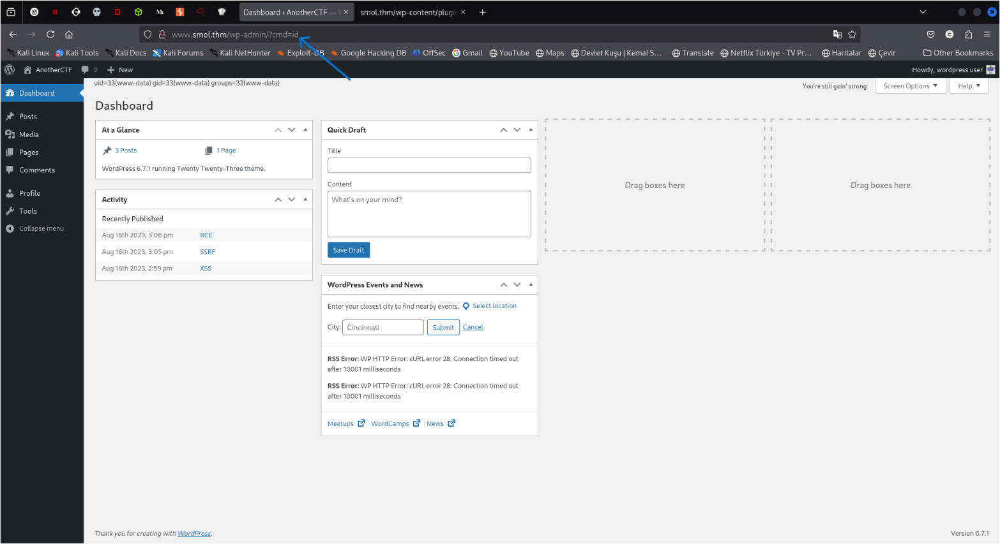 Dashboard ‹ AnotherCTF — W
smol.thm/wp-content/plugin
www.smol.thm/wp-admin/?cmd=id
Kali Linux Kali Tools Kali Docs Kali Forums Kali NetHunter Exploit-DB Google Hacking DB OffSec Gmail YouTube Maps Devlet Kuşu | Kemal S… Translate Netflix Türkiye - TV Pr… Haritalar Çevir Other Bookmarks
AnotherCTF 0 New Howdy, wordpress user
uid=33(www-data) gid=33(www-data) groups=33(www-data)
You’re still goin’ strong
Screen Options
Help
Dashboard
Posts
Media
Pages
Comments
Profile
Tools
Collapse menu
Dashboard
At a Glance
3 Posts 1 Page
WordPress 6.7.1 running Twenty Twenty-Three theme.
Activity
Recently Published
Aug 16th 2023, 3:06 pm RCE
Aug 16th 2023, 3:05 pm SSRF
Aug 16th 2023, 2:59 pm XSS
Quick Draft
Title
Content
What’s on your mind?
Save Draft
WordPress Events and News
Enter your closest city to find nearby events. Select location
City: Cincinnati Submit Cancel
RSS Error: WP HTTP Error: cURL error 28: Connection timed out
after 10001 milliseconds
RSS Error: WP HTTP Error: cURL error 28: Connection timed out
after 10001 milliseconds
Meetups | WordCamps | News
Drag boxes here
Drag boxes here
Thank you for creating with WordPress.
Version 6.7.1